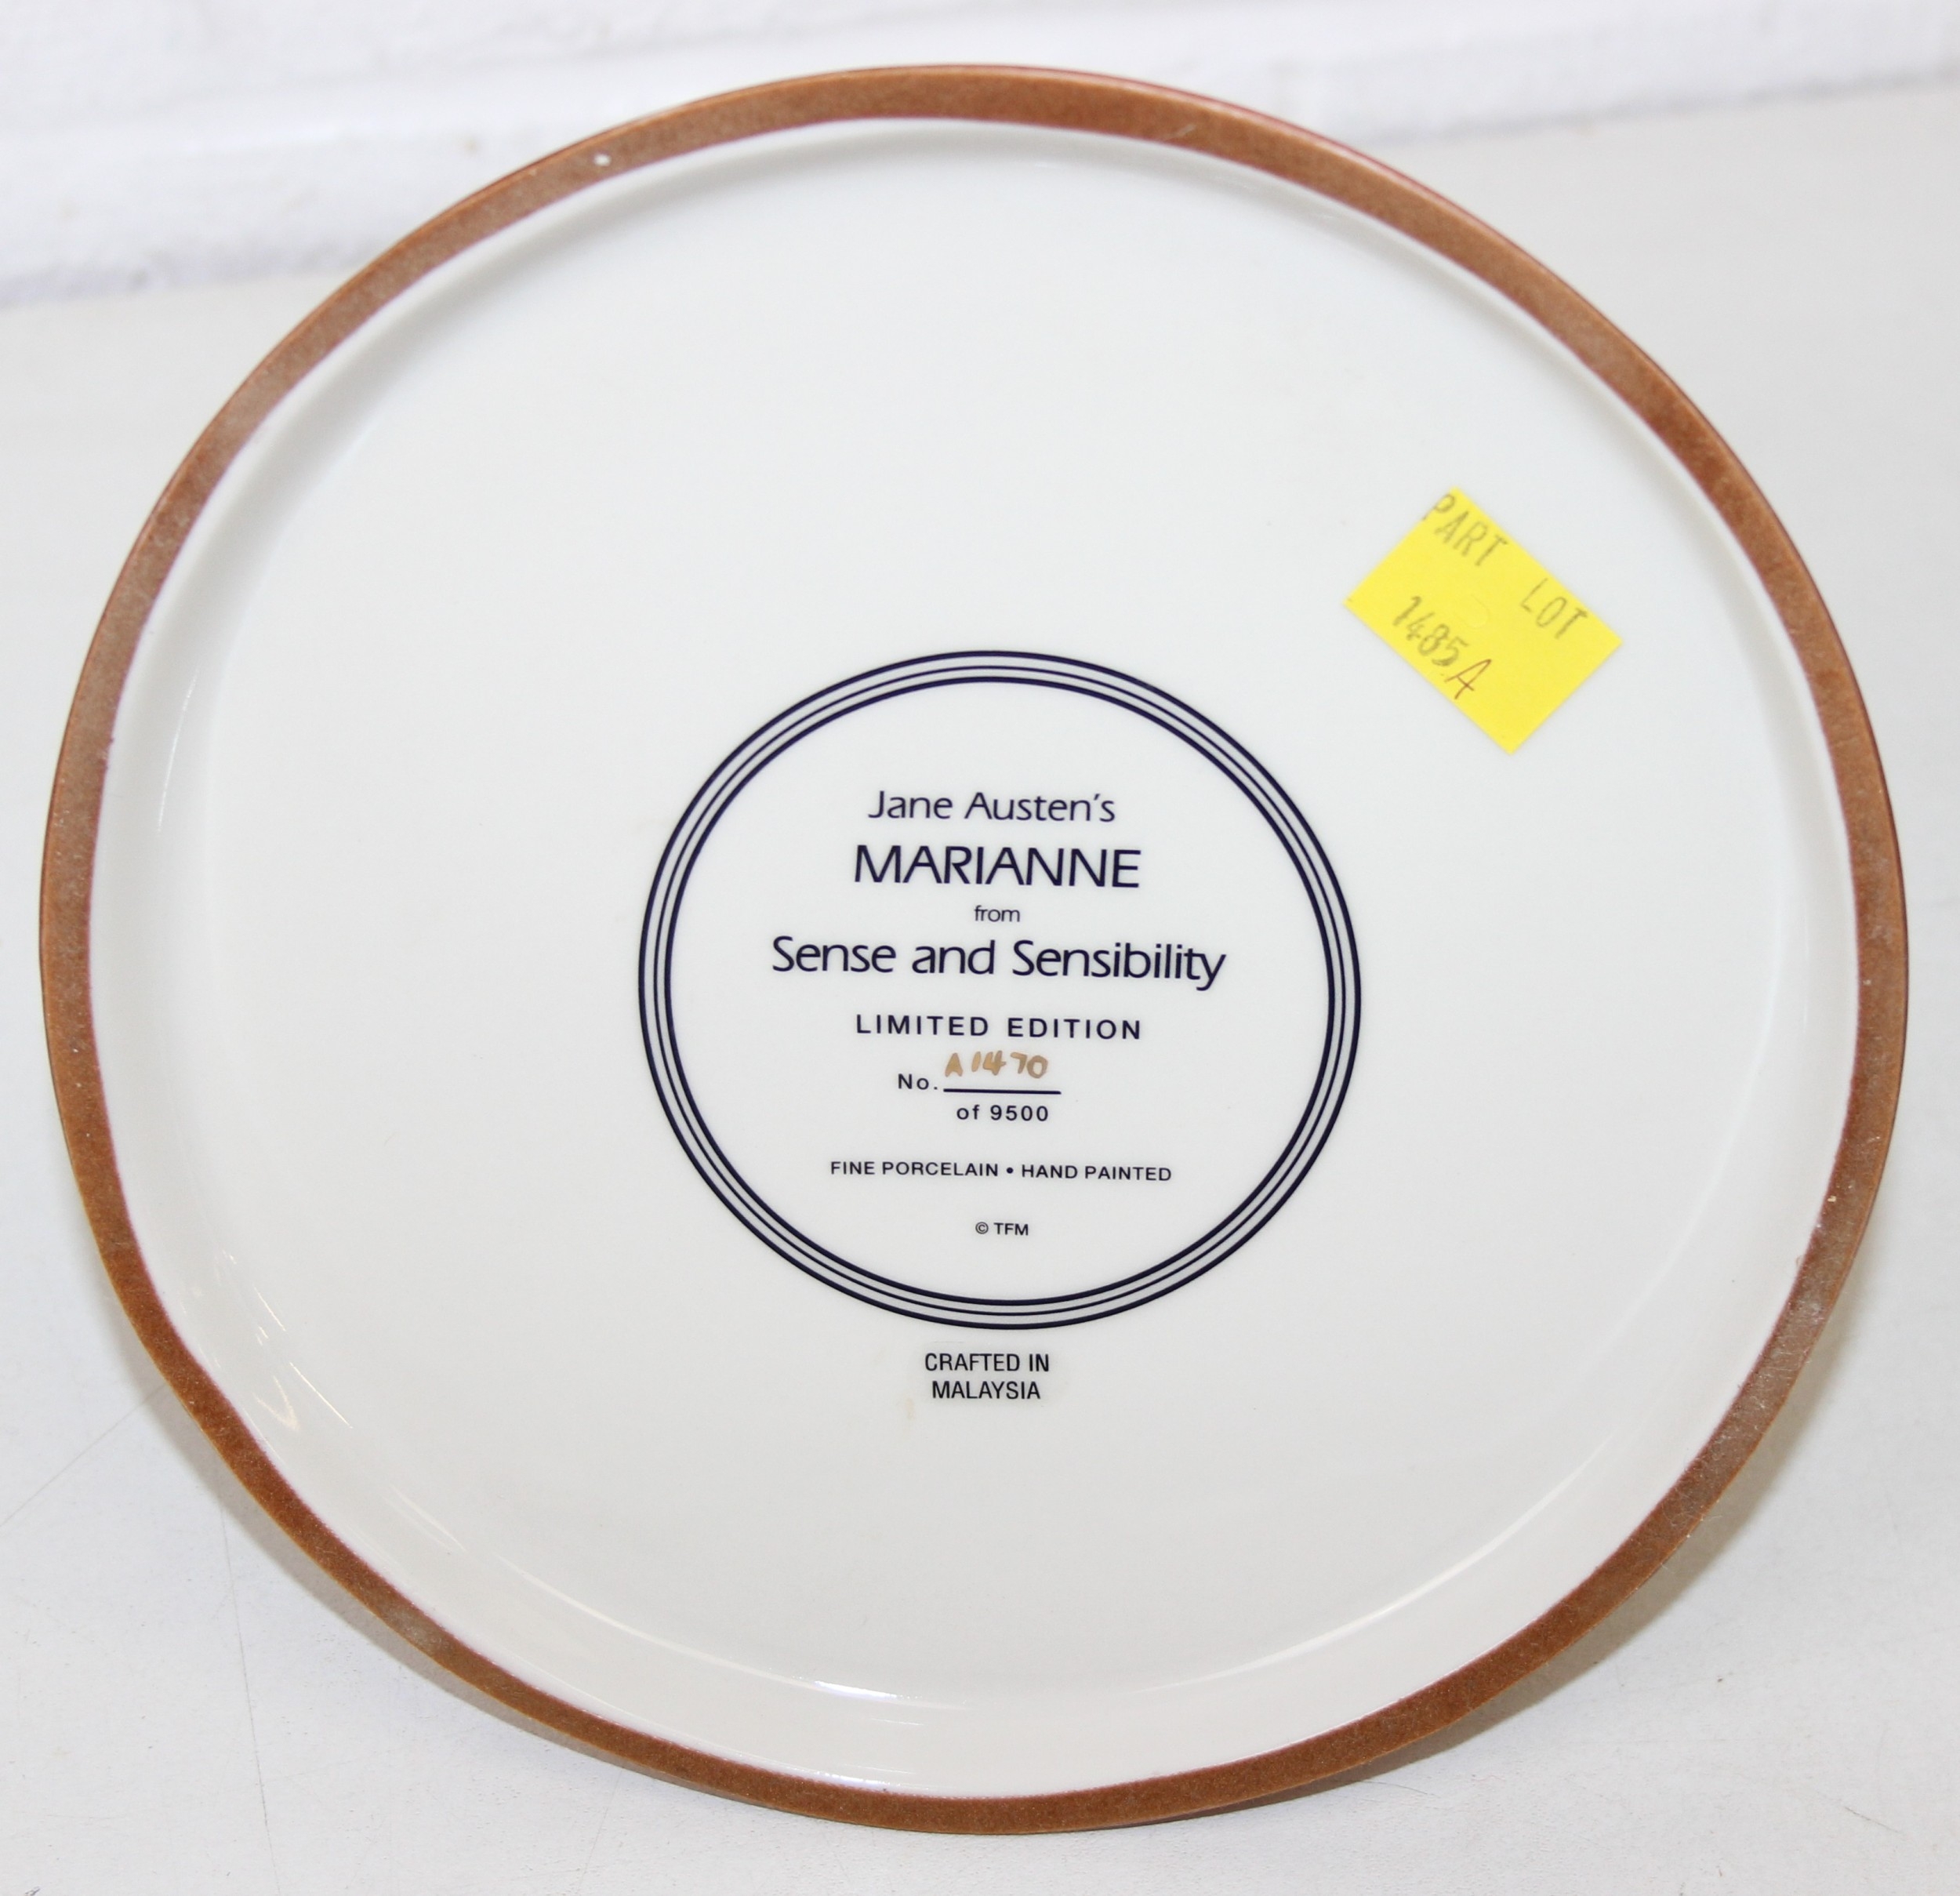 PART LOT
1485A
Jane Austen's
MARIANNE
from
Sense and Sensibility
LIMITED EDITION
No. A1470
of 9500
FINE PORCELAIN • HAND PAINTED
© TFM
CRAFTED IN
MALAYSIA